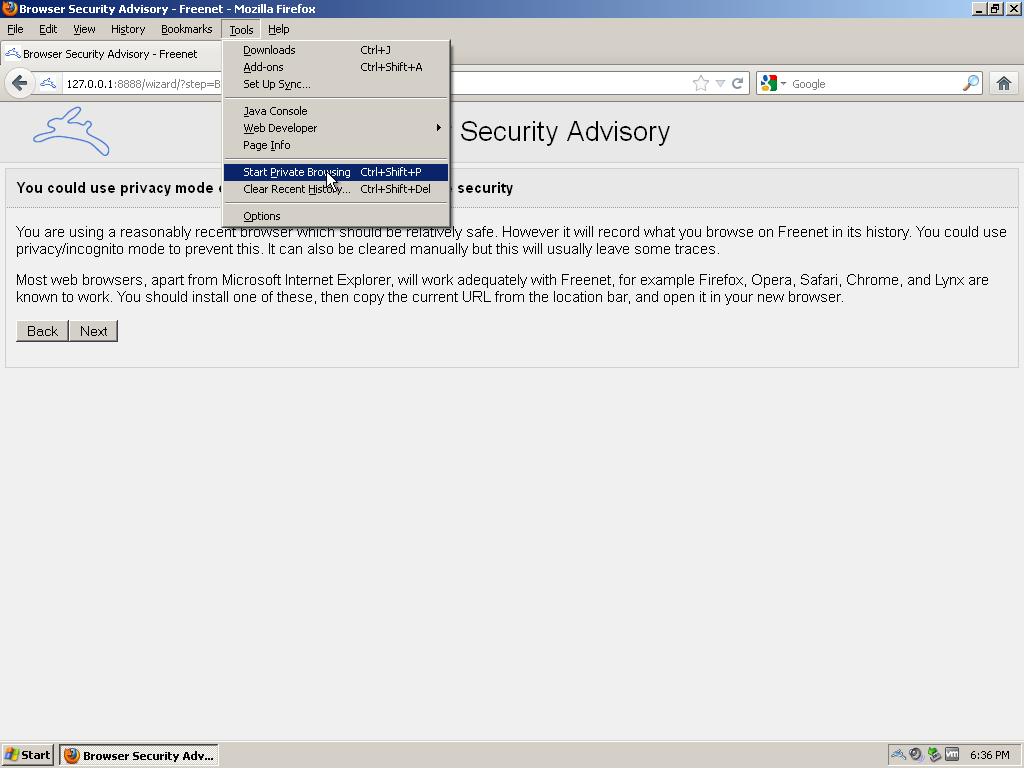 Browser Security Advisory - Freenet - Mozilla Firefox
File Edit View History Bookmarks Tools Help
Browser Security Advisory - Freenet
Downloads Ctrl+J
Add-ons Ctrl+Shift+A
Set Up Sync...
127.0.0.1:8888/wizard/?step=B
Google
Java Console
Web Developer
Page Info
Security Advisory
Start Private Browsing Ctrl+Shift+P
Clear Recent History... Ctrl+Shift+Del
Options
You could use privacy mode security
You are using a reasonably recent browser which should be relatively safe. However it will record what you browse on Freenet in its history. You could use
privacy/incognito mode to prevent this. It can also be cleared manually but this will usually leave some traces.
Most web browsers, apart from Microsoft Internet Explorer, will work adequately with Freenet, for example Firefox, Opera, Safari, Chrome, and Lynx are
known to work. You should install one of these, then copy the current URL from the location bar, and open it in your new browser.
Back Next
Start Browser Security Adv... vm 6:36 PM